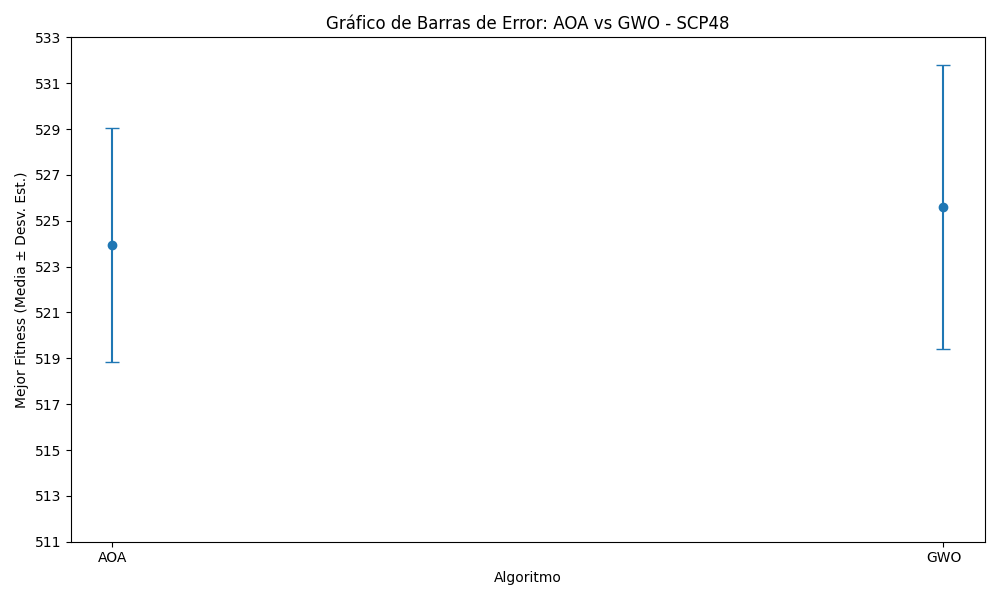 Gráfico de Barras de Error: AOA vs GWO - SCP48
Mejor Fitness (Media ± Desv. Est.)
533
531
529
527
525
523
521
519
517
515
513
511
AOA
GWO
Algoritmo